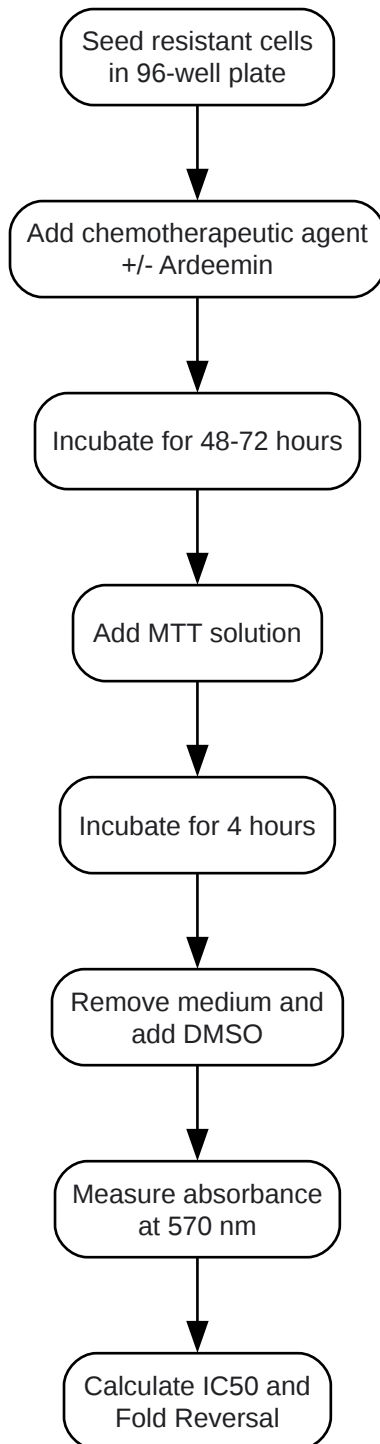 Seed resistant cells
in 96-well plate
Add chemotherapeutic agent
+/- Ardeemin
Incubate for 48-72 hours
Add MTT solution
Incubate for 4 hours
Remove medium and
add DMSO
Measure absorbance
at 570 nm
Calculate IC50 and
Fold Reversal